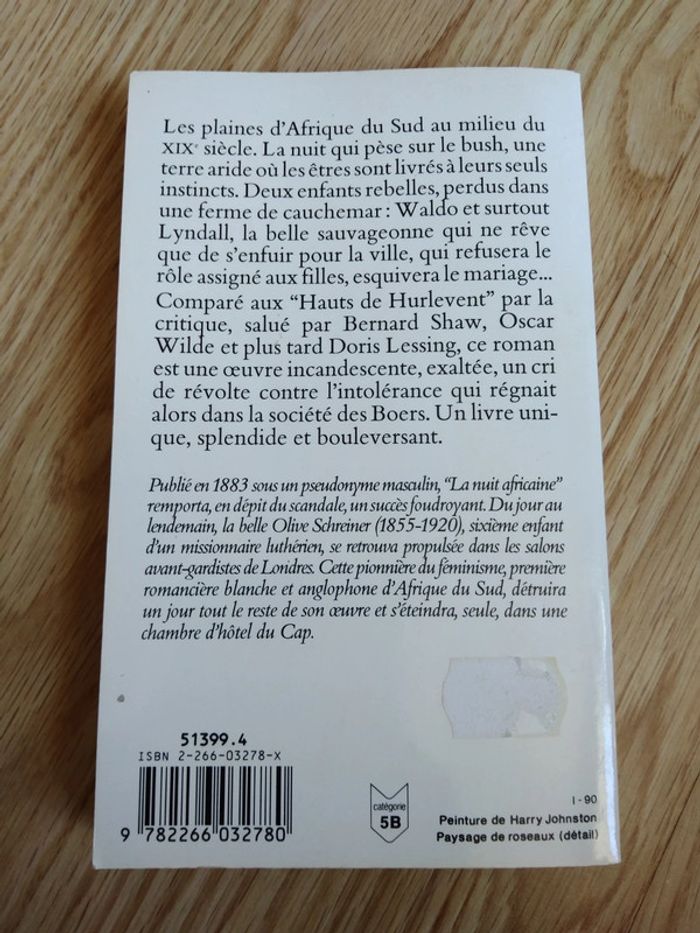 Les plaines d'Afrique du Sud au milieu du
XIXe siècle. La nuit qui pèse sur le bush, une
terre aride où les êtres sont livrés à leurs seuls
instincts. Deux enfants rebelles, perdus dans
une ferme de cauchemar : Waldo et surtout
Lyndall, la belle sauvageonne qui ne rêve
que de s'enfuir pour la ville, qui refusera le
rôle assigné aux filles, esquivera le mariage...
Comparé aux "Hauts de Hurlevent" par la
critique, salué par Bernard Shaw, Oscar
Wilde et plus tard Doris Lessing, ce roman
est une œuvre incandescente, exaltée, un cri
de révolte contre l'intolérance qui régnait
alors dans la société des Boers. Un livre uni-
que, splendide et bouleversant.
Publié en 1883 sous un pseudonyme masculin, "La nuit africaine"
remporta, en dépit du scandale, un succès foudroyant. Du jour au
lendemain, la belle Olive Schreiner (1855-1920), sixième enfant
d'un missionnaire luthérien, se retrouva propulsée dans les salons
avant-gardistes de Londres. Cette pionnière du féminisme, première
romancière blanche et anglophone d'Afrique du Sud, détruira
un jour tout le reste de son œuvre et s'éteindra, seule, dans une
chambre d'hôtel du Cap.
51399.4
ISBN 2-266-03278-X
9 782266 032780
catégorie
5B
I - 90
Peinture de Harry Johnston
Paysage de roseaux (détail)